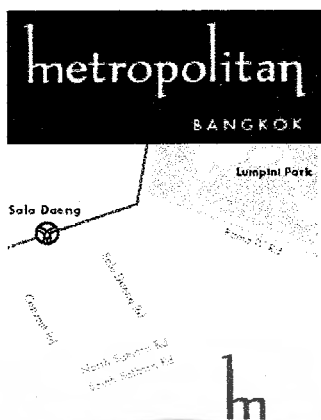 metropolitan
BANGKOK
Lumpini Park
Sala Daeng
Rama IV Rd
Sala Daeng Rd
Convent Rd
North Sathorn Rd
South Sathorn Rd
m